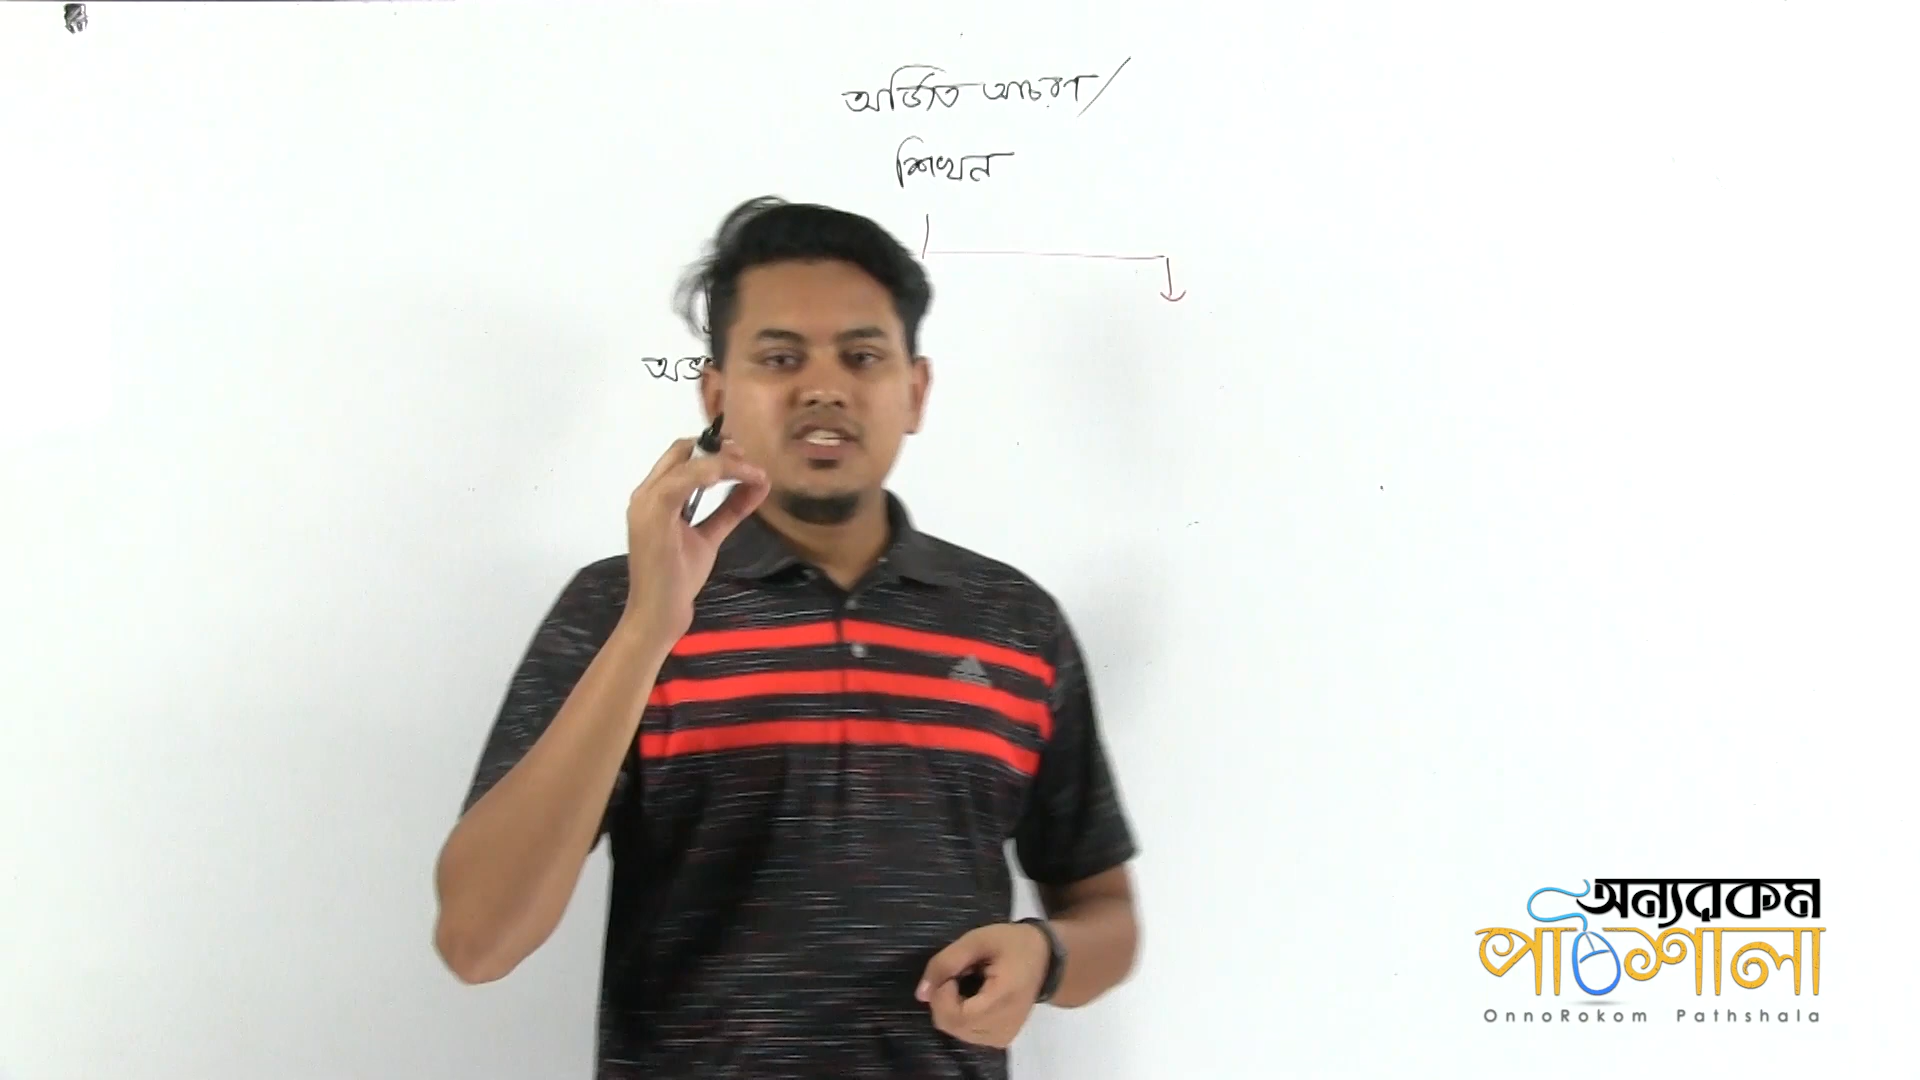 অর্জিত আচরণ/
শিখন
অন্যরকম
পাঠশালা
OnnoRokom Pathshala